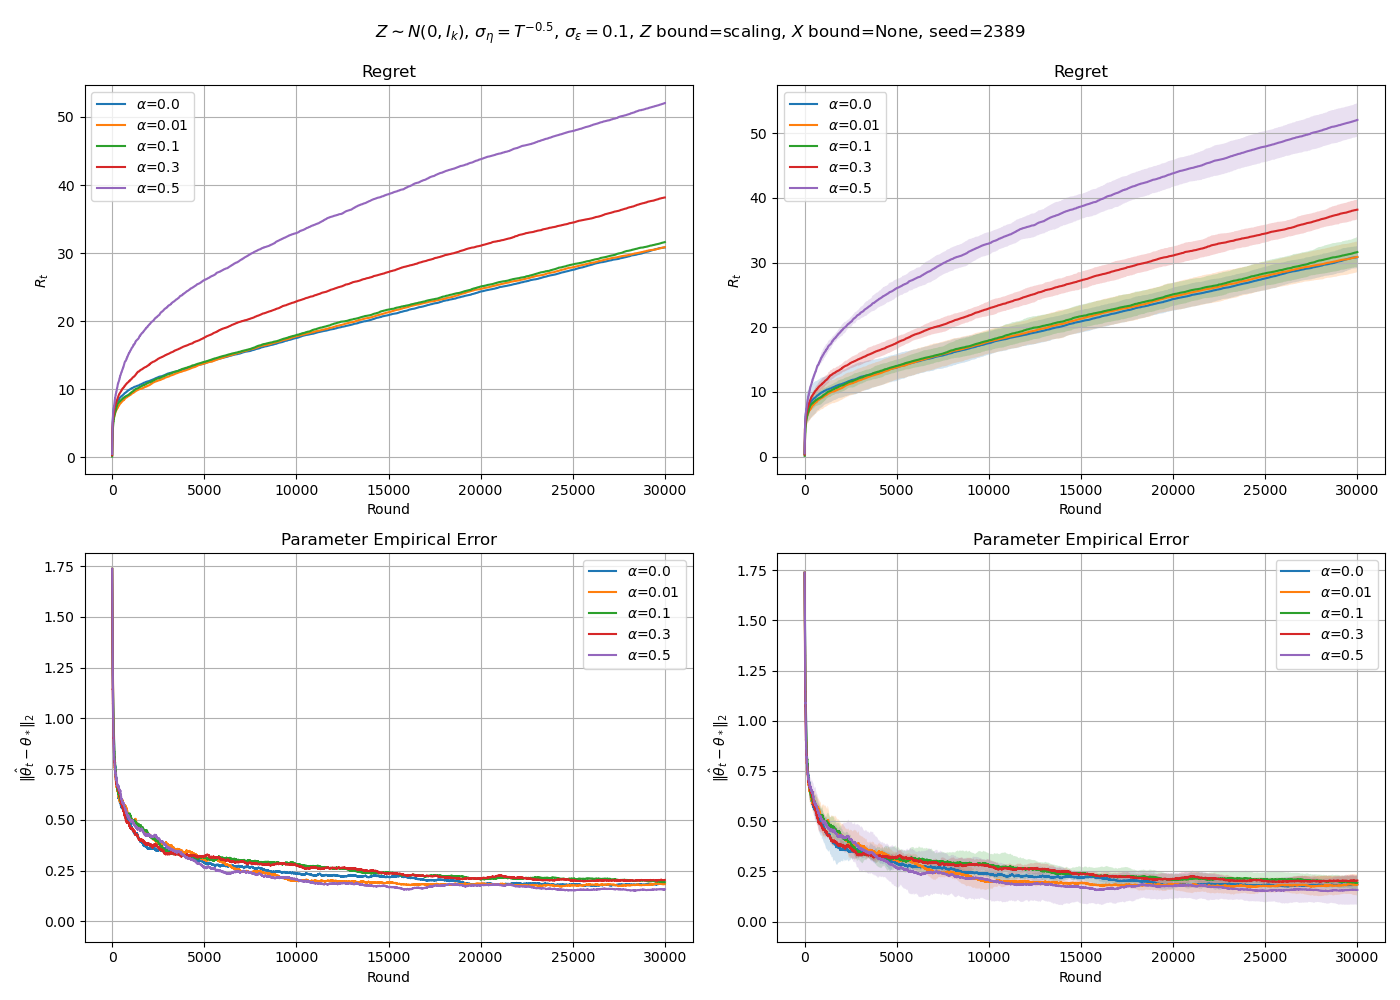 Z ~ N(0, I_k), σ_η = T^{-0.5}, σ_ε = 0.1, Z bound=scaling, X bound=None, seed=2389
Regret
R_t
50
40
30
20
10
0
α=0.0
α=0.01
α=0.1
α=0.3
α=0.5
0 5000 10000 15000 20000 25000 30000
Round
Regret
R_t
50
40
30
20
10
0
α=0.0
α=0.01
α=0.1
α=0.3
α=0.5
0 5000 10000 15000 20000 25000 30000
Round
Parameter Empirical Error
‖θ̂_t − θ_*‖_2
1.75
1.50
1.25
1.00
0.75
0.50
0.25
0.00
α=0.0
α=0.01
α=0.1
α=0.3
α=0.5
0 5000 10000 15000 20000 25000 30000
Round
Parameter Empirical Error
‖θ̂_t − θ_*‖_2
1.75
1.50
1.25
1.00
0.75
0.50
0.25
0.00
α=0.0
α=0.01
α=0.1
α=0.3
α=0.5
0 5000 10000 15000 20000 25000 30000
Round